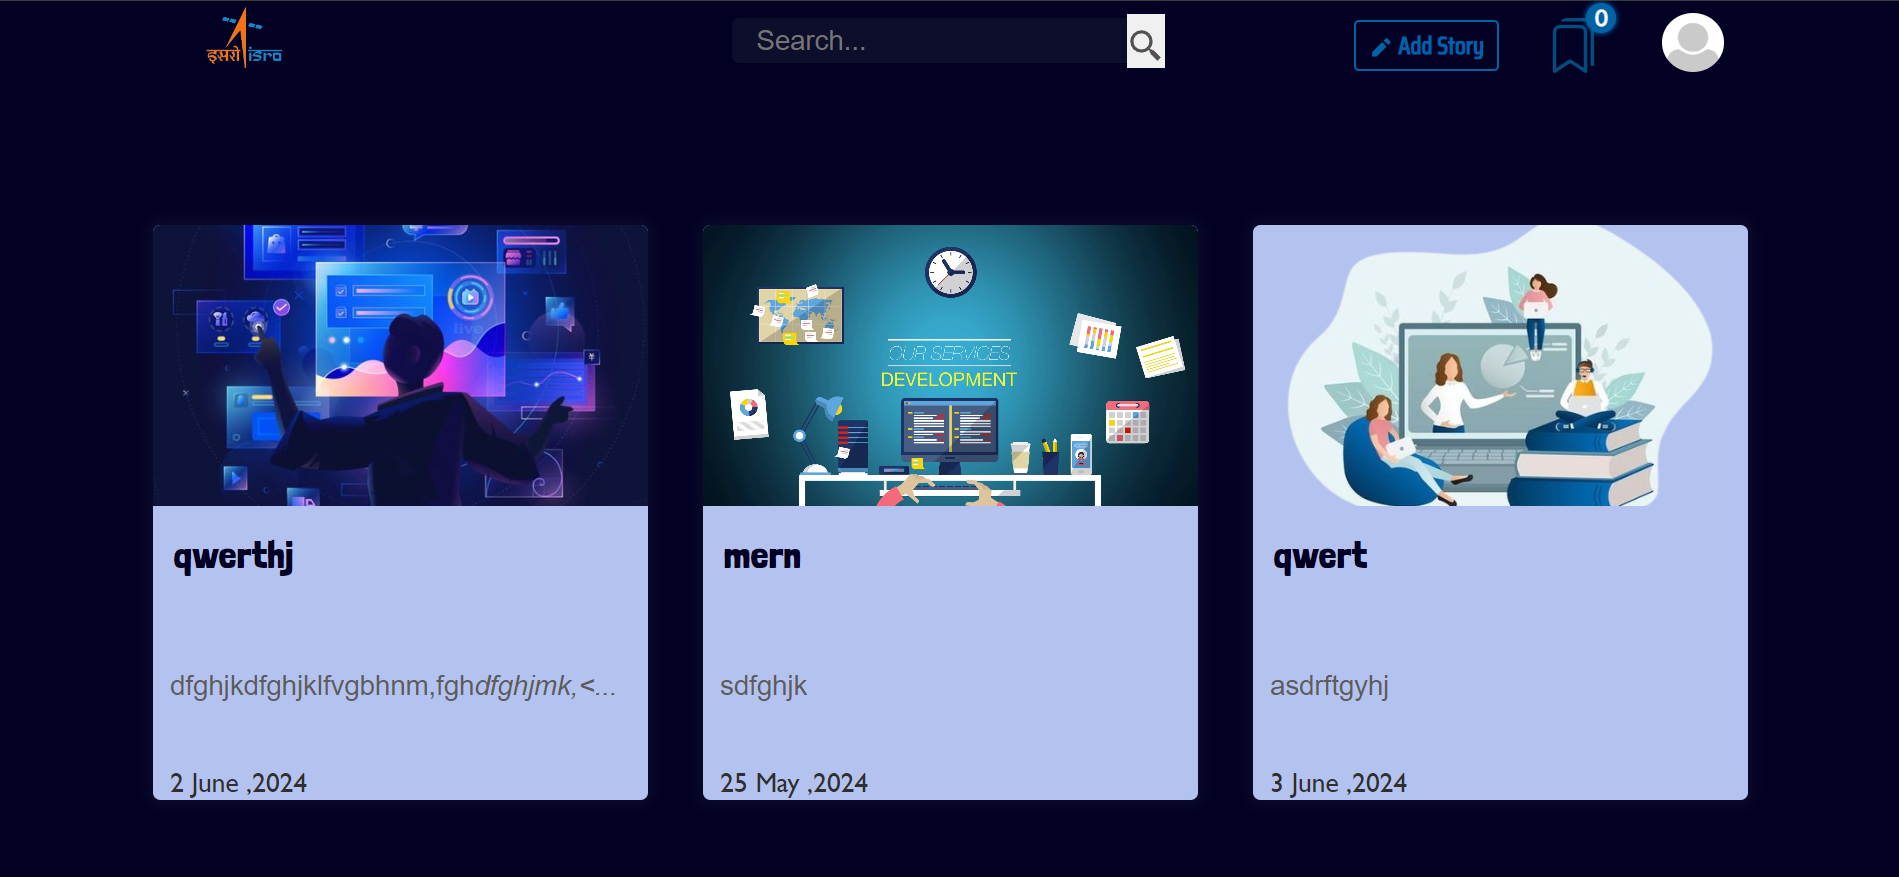 इसरो isro
Search...
Add Story
0
live
OUR SERVICES
DEVELOPMENT
qwerthj
mern
qwert
dfghjkdfghjklfvgbhnm,fghdfghjmk,<...
sdfghjk
asdrftgyhj
2 June ,2024
25 May ,2024
3 June ,2024